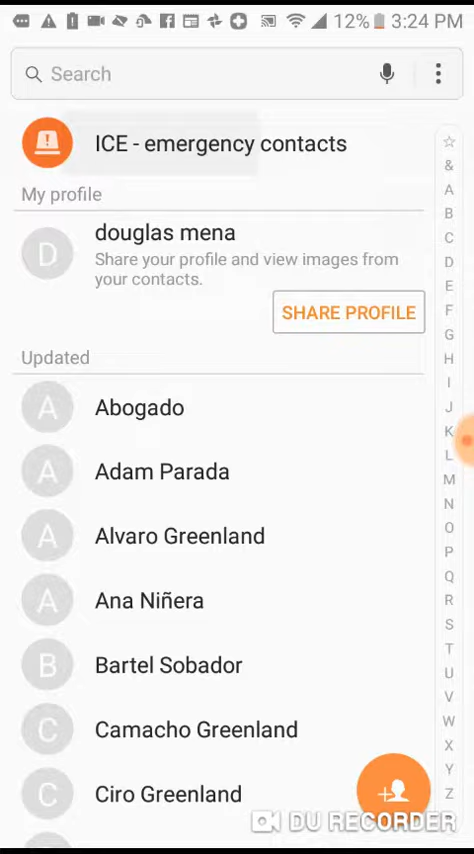 12% 3:24 PM
Search
ICE - emergency contacts
My profile
D
douglas mena
Share your profile and view images from
your contacts.
SHARE PROFILE
Updated
A
Abogado
A
Adam Parada
A
Alvaro Greenland
A
Ana Niñera
B
Bartel Sobador
C
Camacho Greenland
C
Ciro Greenland
&
A
B
C
D
E
F
G
H
I
J
K
L
M
N
O
P
Q
R
S
T
U
V
W
X
Y
Z
DU RECORDER